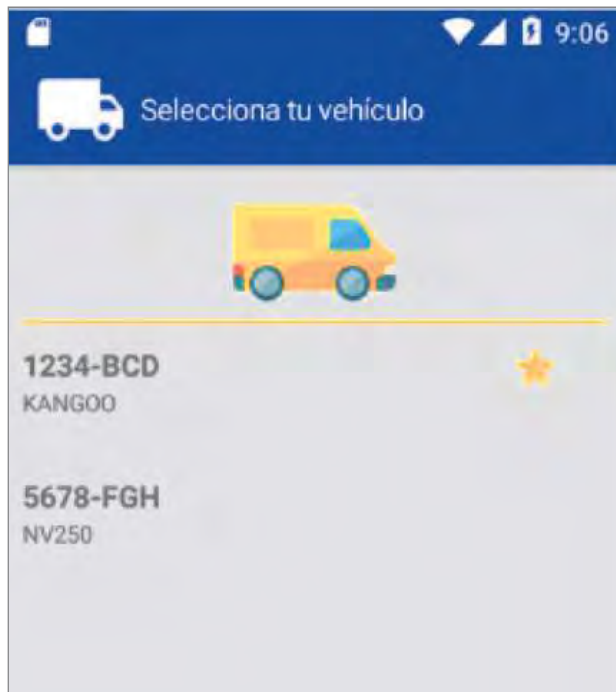 9:06
Selecciona tu vehículo
1234-BCD
KANGOO
5678-FGH
NV250